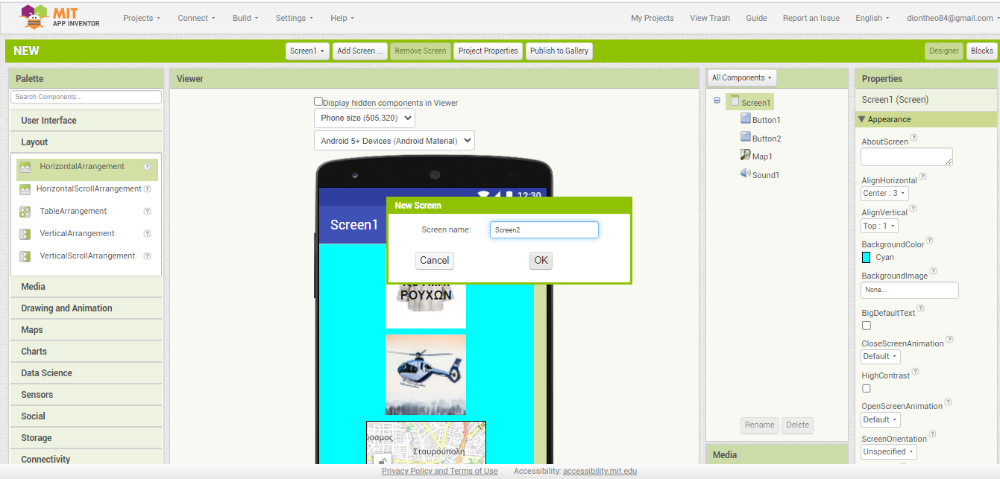 MIT
APP INVENTOR
Projects
Connect
Build
Settings
Help
My Projects
View Trash
Guide
Report an Issue
English
diontheo84@gmail.com
NEW
Screen1
Add Screen ...
Remove Screen
Project Properties
Publish to Gallery
Designer
Blocks
Palette
Search Components...
User Interface
Layout
HorizontalArrangement
HorizontalScrollArrangement
TableArrangement
VerticalArrangement
VerticalScrollArrangement
Media
Drawing and Animation
Maps
Charts
Data Science
Sensors
Social
Storage
Connectivity
Viewer
Display hidden components in Viewer
Phone size (505,320)
Android 5+ Devices (Android Material)
12:30
Screen1
New Screen
Screen name:
Screen2
Cancel
OK
ΡΟΥΧΩΝ
Σταυρούπολη
All Components
Screen1
Button1
Button2
Map1
Sound1
Rename
Delete
Media
Properties
Screen1 (Screen)
Appearance
AboutScreen
AlignHorizontal
Center : 3
AlignVertical
Top : 1
BackgroundColor
Cyan
BackgroundImage
None...
BigDefaultText
CloseScreenAnimation
Default
HighContrast
OpenScreenAnimation
Default
ScreenOrientation
Unspecified
Privacy Policy and Terms of Use
Accessibility: accessibility.mit.edu